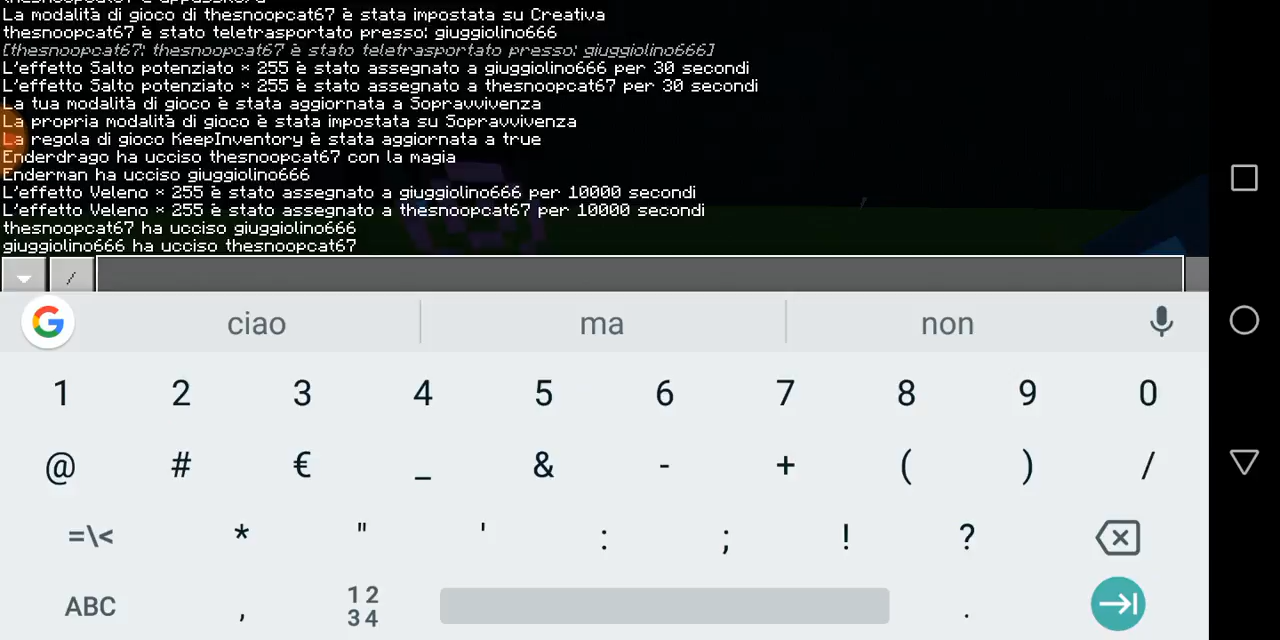 La modalità di gioco di thesnoopcat67 è stata impostata su Creativa
thesnoopcat67 è stato teletrasportato presso: giuggiolino666
[thesnoopcat67: thesnoopcat67 è stato teletrasportato presso: giuggiolino666]
L'effetto Salto potenziato × 255 è stato assegnato a giuggiolino666 per 30 secondi
L'effetto Salto potenziato × 255 è stato assegnato a thesnoopcat67 per 30 secondi
La tua modalità di gioco è stata aggiornata a Sopravvivenza
La propria modalità di gioco è stata impostata su Sopravvivenza
La regola di gioco KeepInventory è stata aggiornata a true
Enderdrago ha ucciso thesnoopcat67 con la magia
Enderman ha ucciso giuggiolino666
L'effetto Veleno × 255 è stato assegnato a giuggiolino666 per 10000 secondi
L'effetto Veleno × 255 è stato assegnato a thesnoopcat67 per 10000 secondi
thesnoopcat67 ha ucciso giuggiolino666
giuggiolino666 ha ucciso thesnoopcat67
/
G ciao ma non
1 2 3 4 5 6 7 8 9 0
@ # € _ & - + ( ) /
=\< * " ' : ; ! ?
ABC , 12 34 .